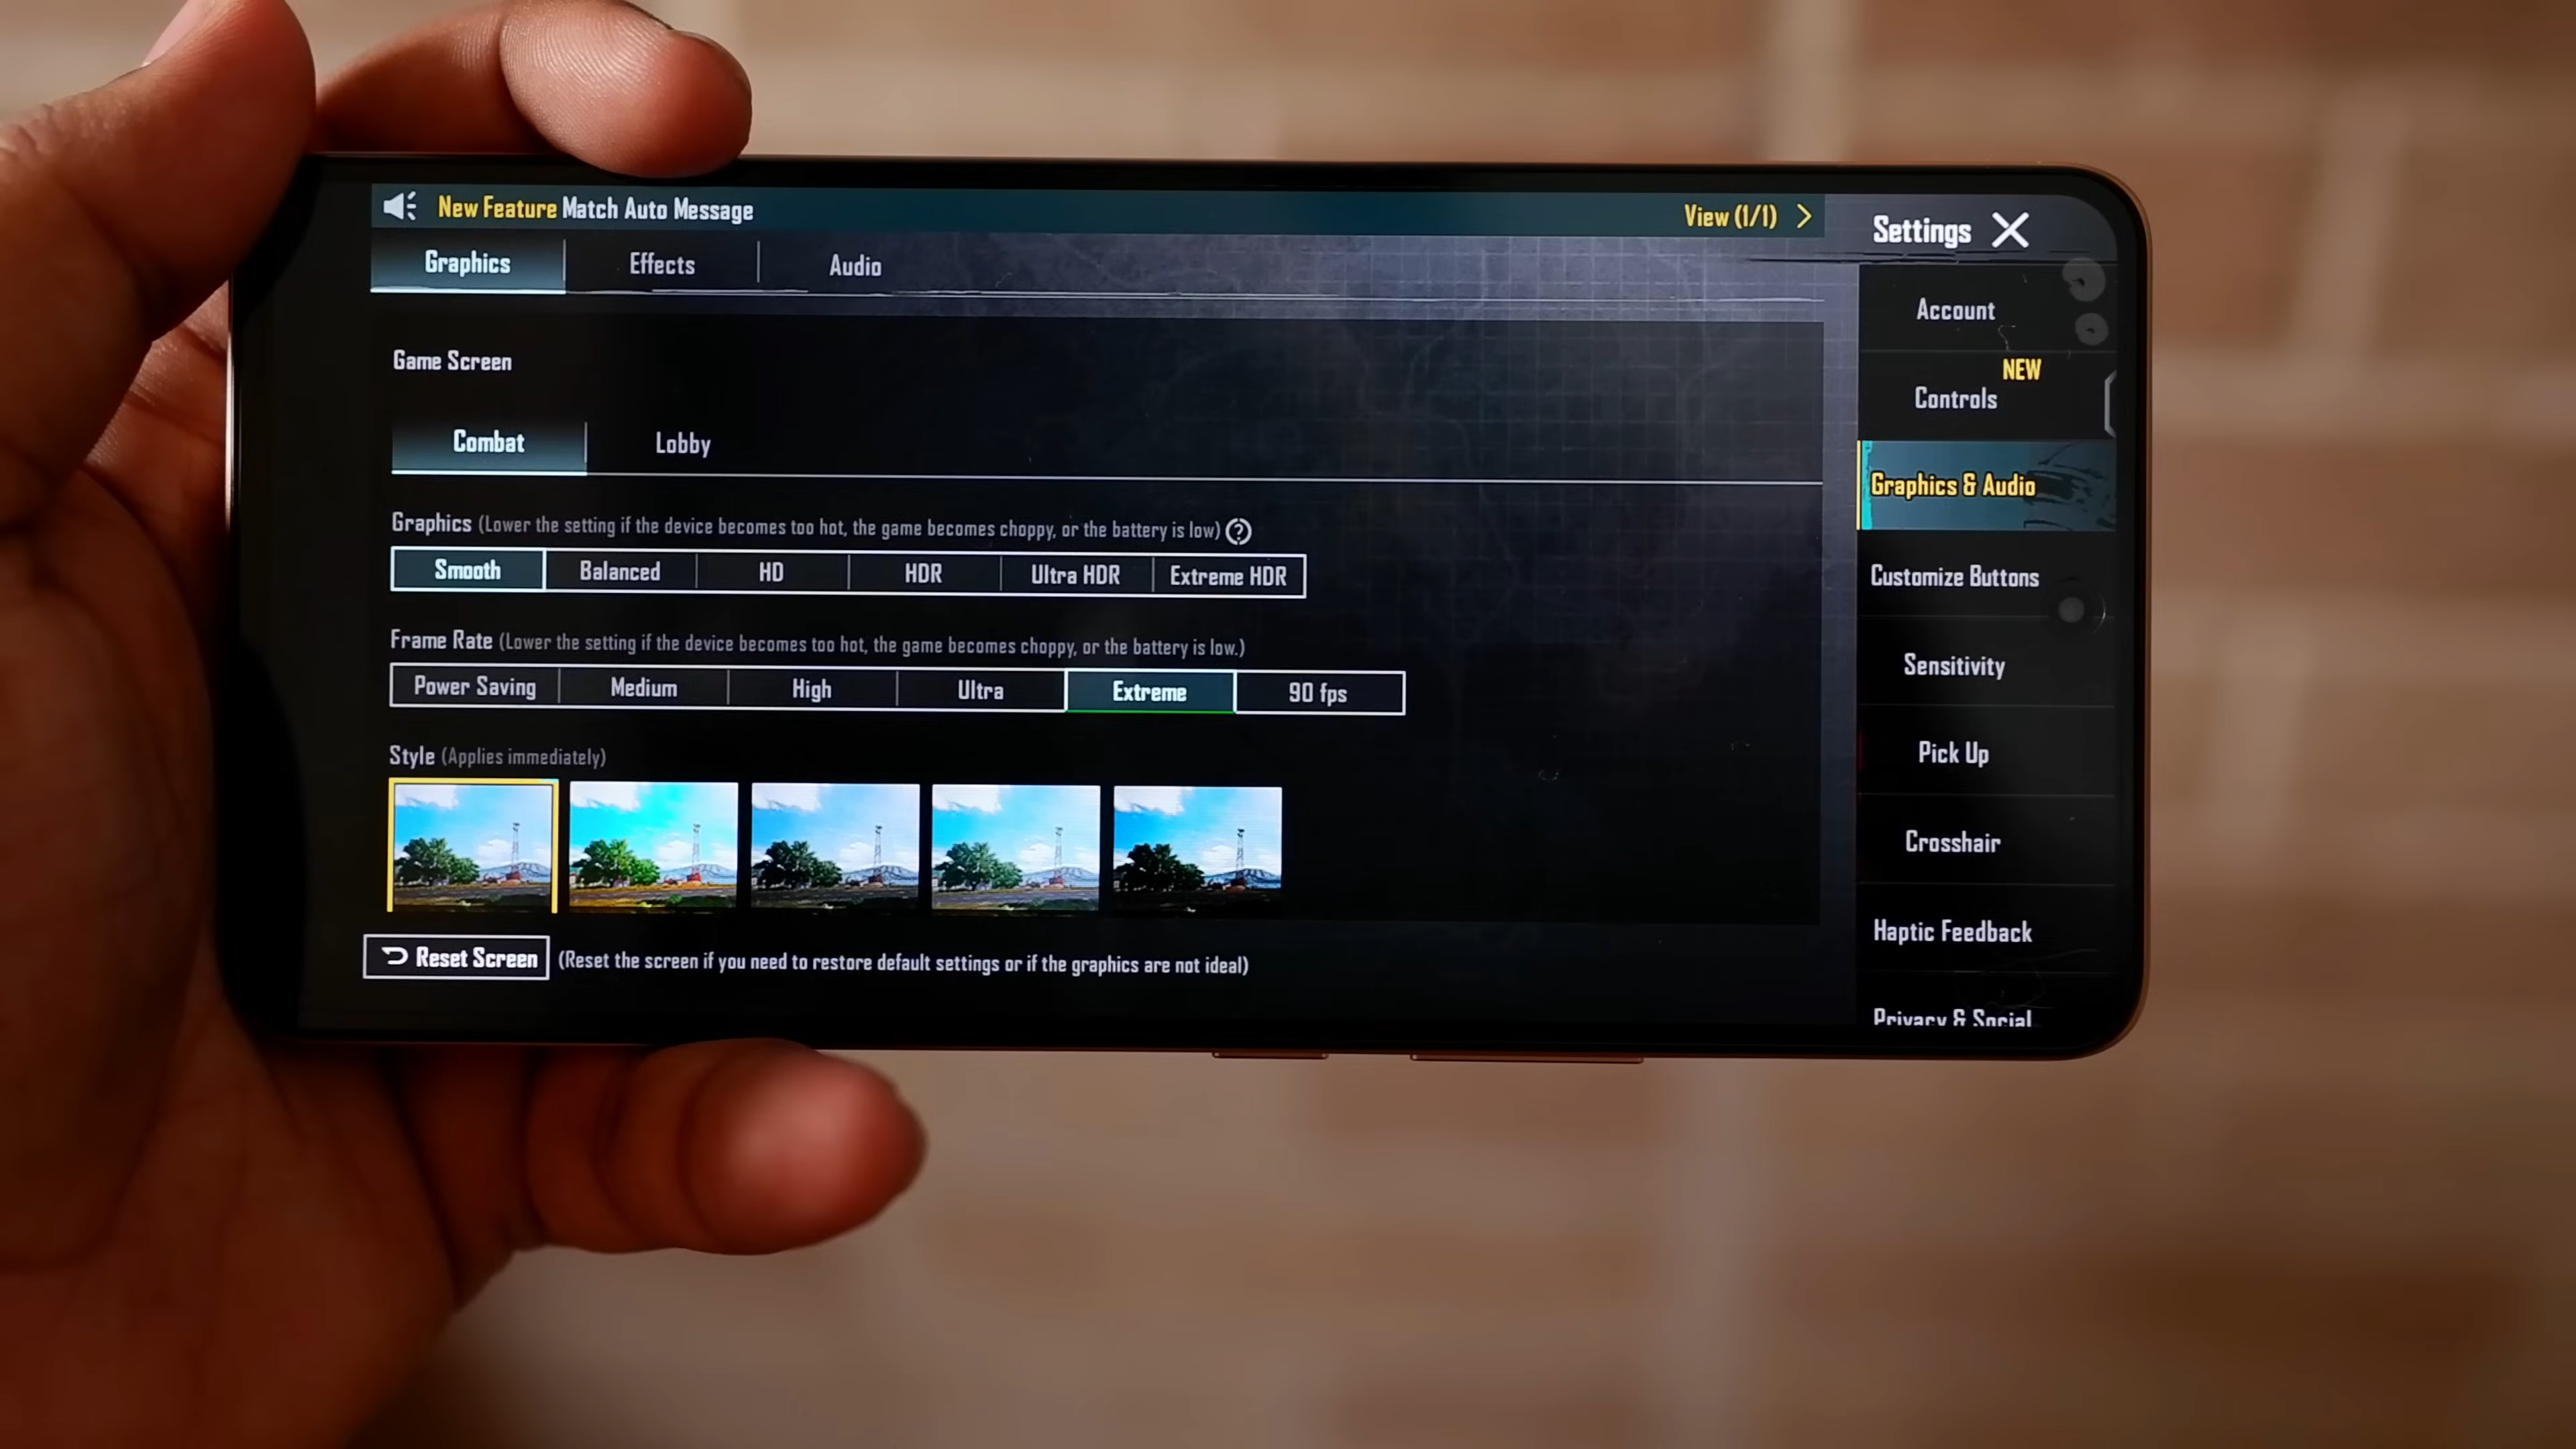 New Feature Match Auto Message
View (1/1)
Settings
Graphics
Effects
Audio
Game Screen
Combat
Lobby
Graphics (Lower the setting if the device becomes too hot, the game becomes choppy, or the battery is low) ?
Smooth
Balanced
HD
HDR
Ultra HDR
Extreme HDR
Frame Rate (Lower the setting if the device becomes too hot, the game becomes choppy, or the battery is low.)
Power Saving
Medium
High
Ultra
Extreme
90 fps
Style (Applies immediately)
Reset Screen
(Reset the screen if you need to restore default settings or if the graphics are not ideal)
Account
NEW
Controls
Graphics & Audio
Customize Buttons
Sensitivity
Pick Up
Crosshair
Haptic Feedback
Privacy & Social